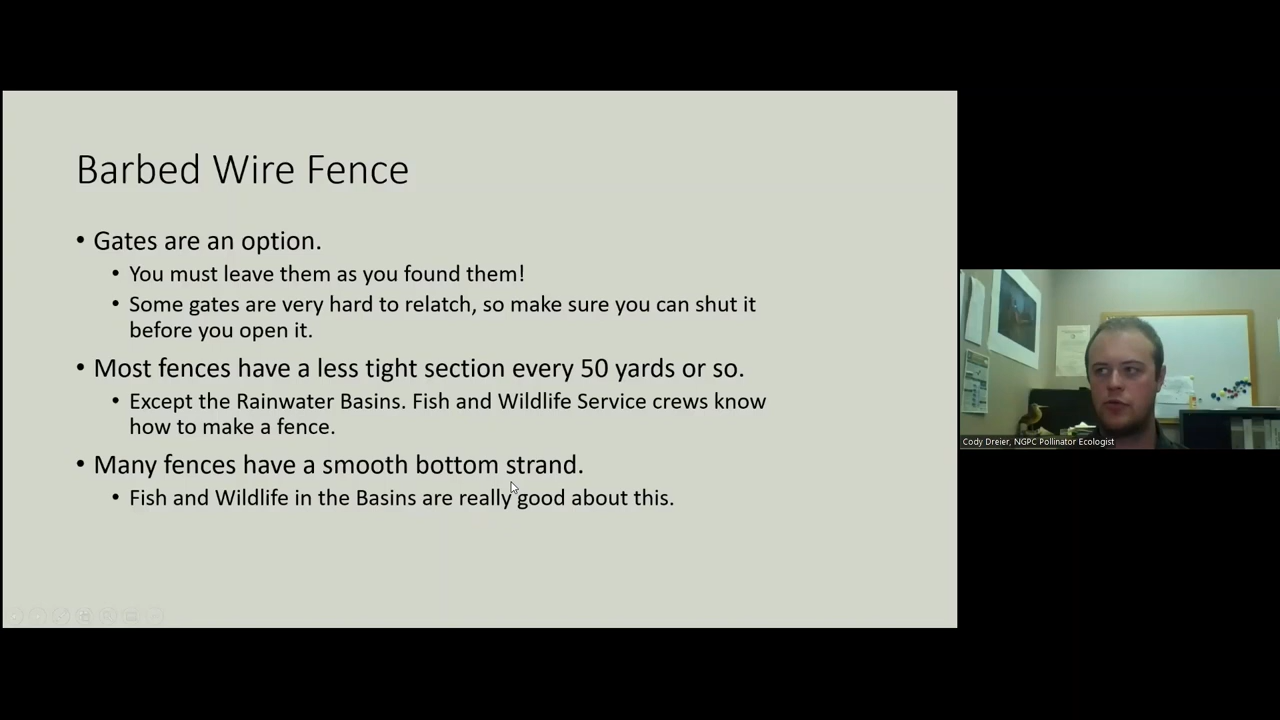 Barbed Wire Fence
• Gates are an option.
• You must leave them as you found them!
• Some gates are very hard to relatch, so make sure you can shut it
before you open it.
• Most fences have a less tight section every 50 yards or so.
• Except the Rainwater Basins. Fish and Wildlife Service crews know
how to make a fence.
• Many fences have a smooth bottom strand.
• Fish and Wildlife in the Basins are really good about this.
Cody Dreier, NGPC Pollinator Ecologist